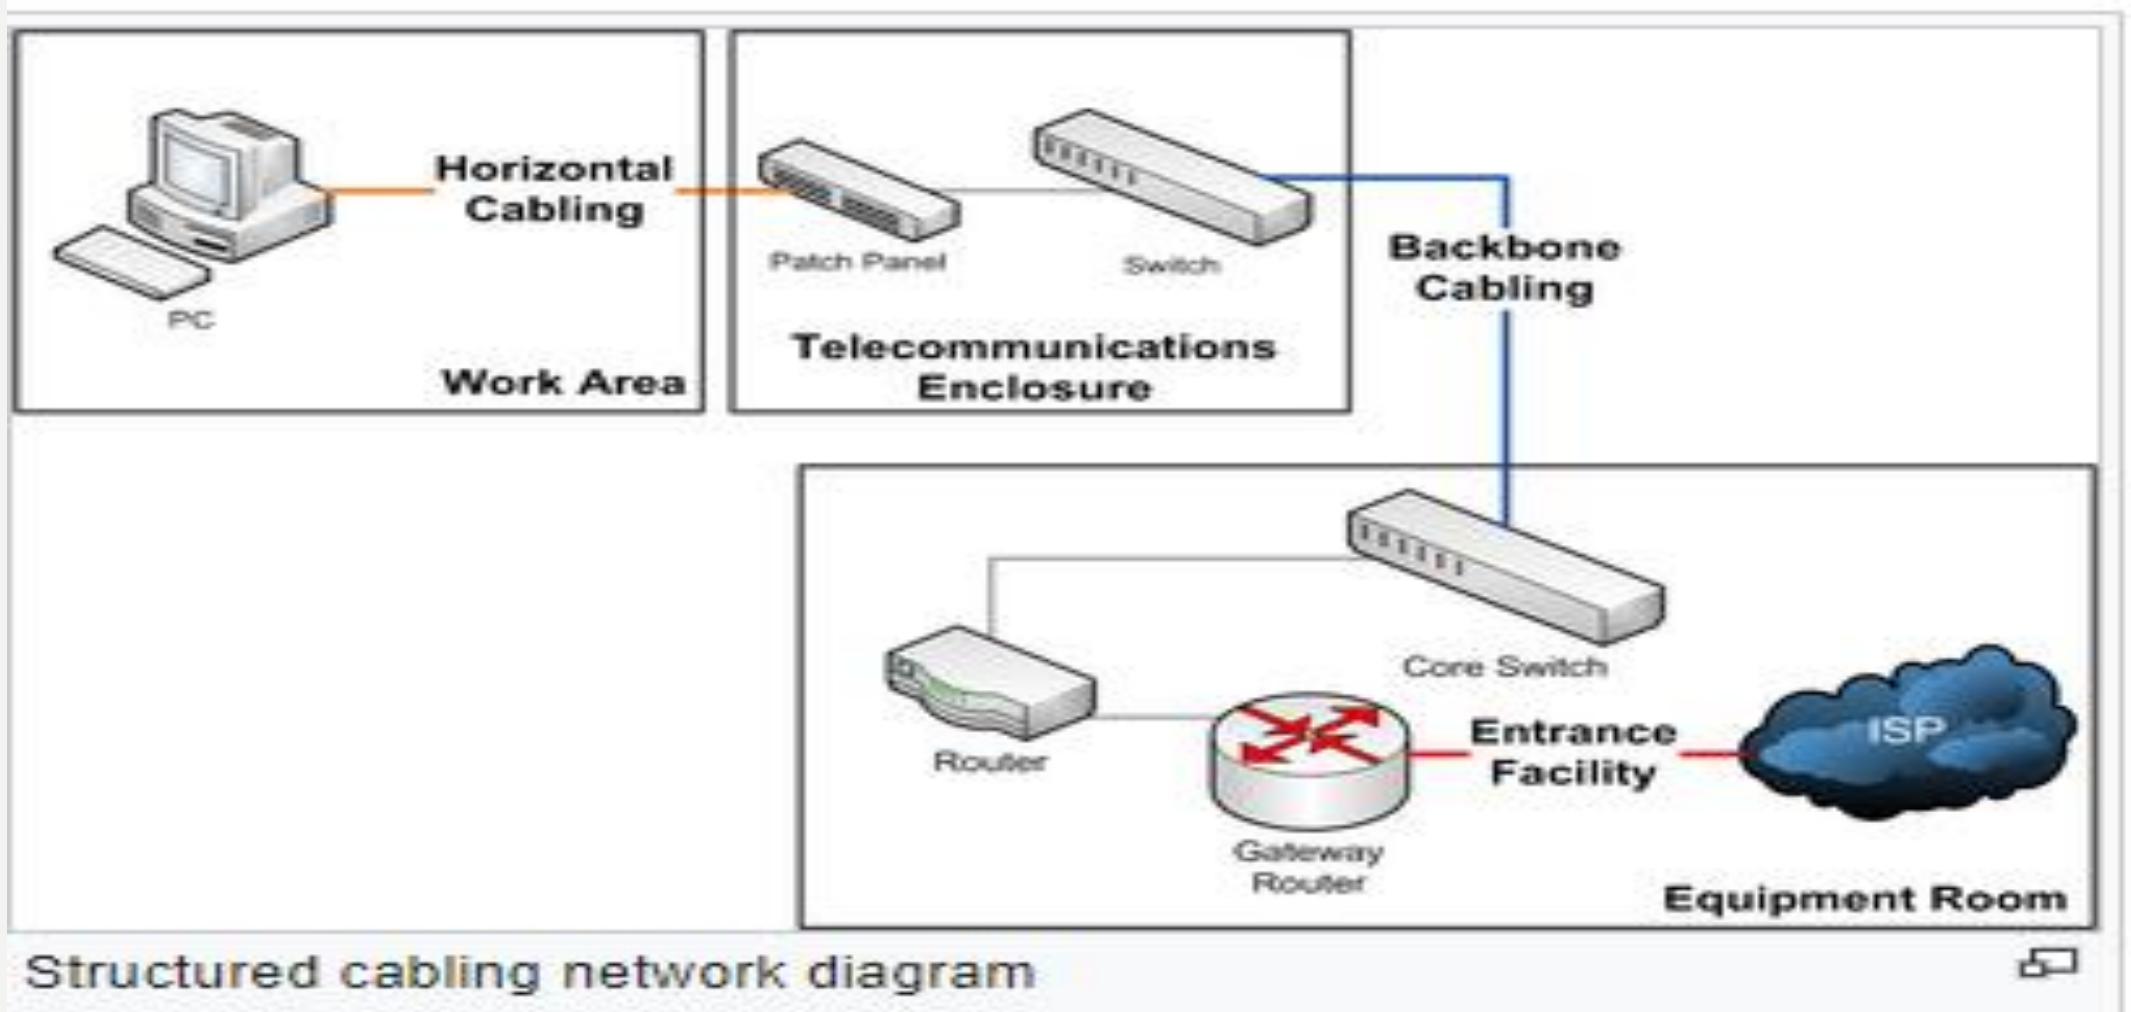 Horizontal
Cabling
PC
Work Area
Patch Panel
Switch
Telecommunications
Enclosure
Backbone
Cabling
Core Switch
Router
Gateway
Router
Entrance
Facility
ISP
Equipment Room
Structured cabling network diagram